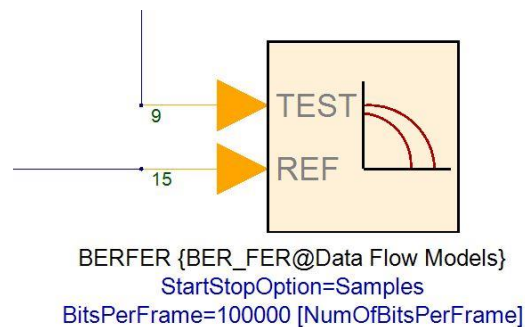 9
TEST
15
REF
BERFER {BER_FER@Data Flow Models}
StartStopOption=Samples
BitsPerFrame=100000 [NumOfBitsPerFrame]